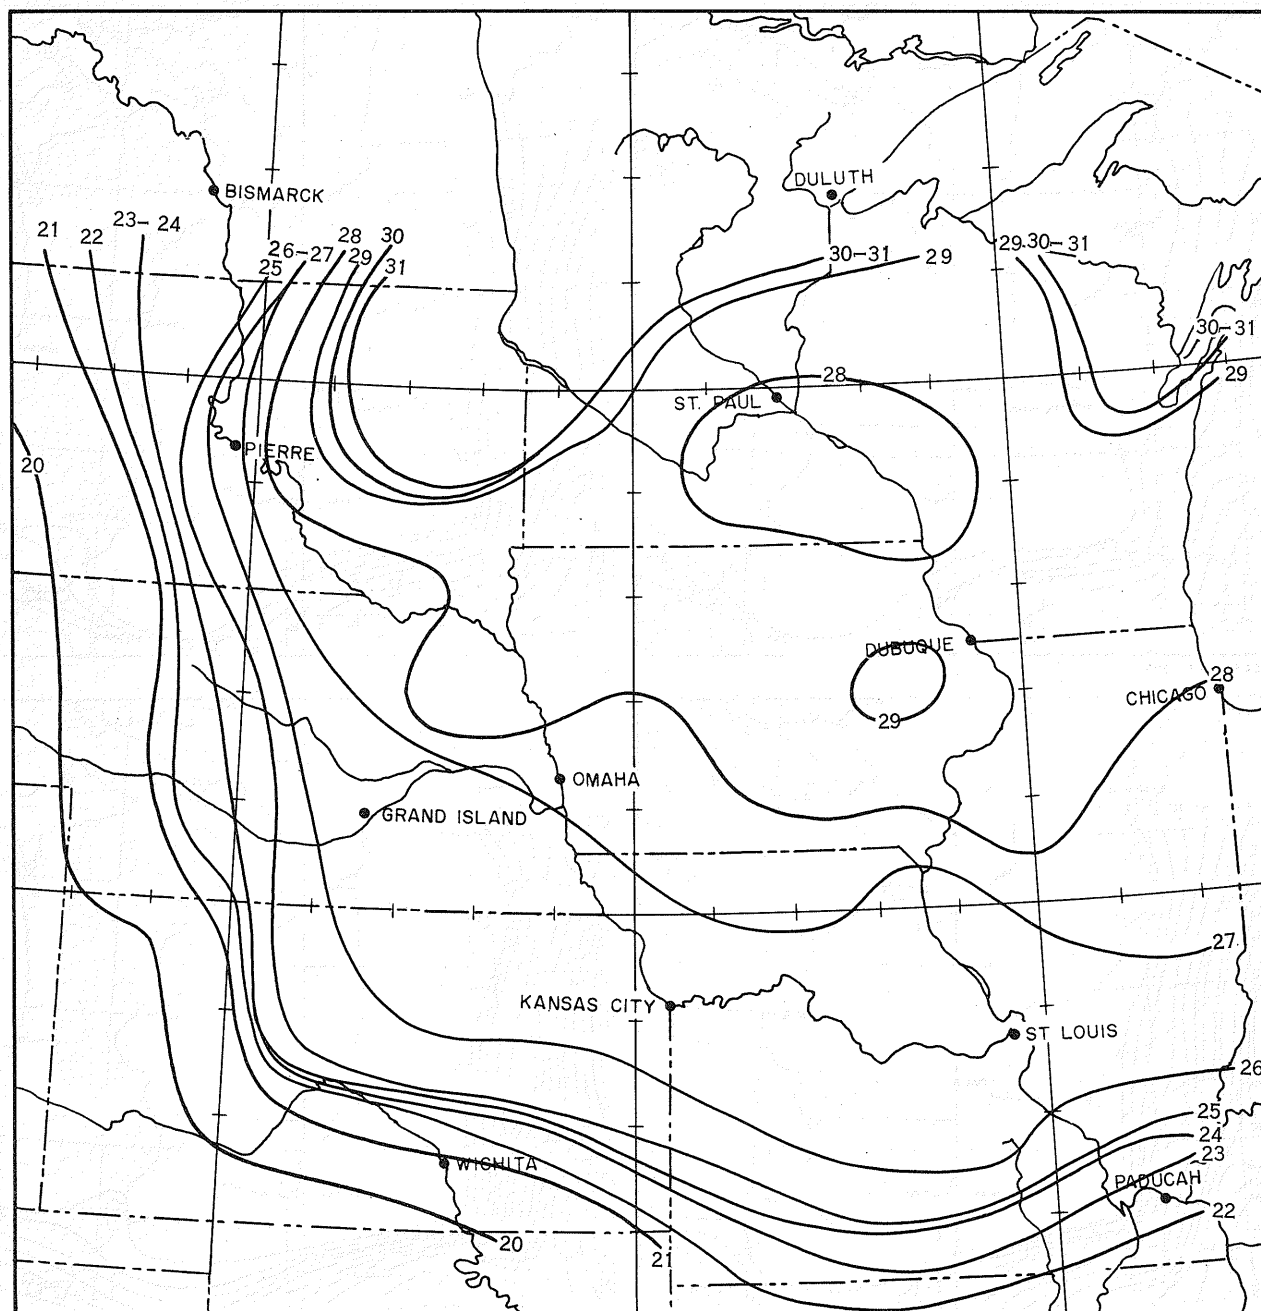 DULUTH
BISMARCK
21
22
23– 24
25
26–27
28
29
30
31
30–31
29
29
30–31
30–31
29
28
ST. PAUL
PIERRE
20
DUBUQUE
29
28
CHICAGO
OMAHA
GRAND ISLAND
27
KANSAS CITY
ST LOUIS
26
25
24
23
WICHITA
PADUCAH
22
20
21